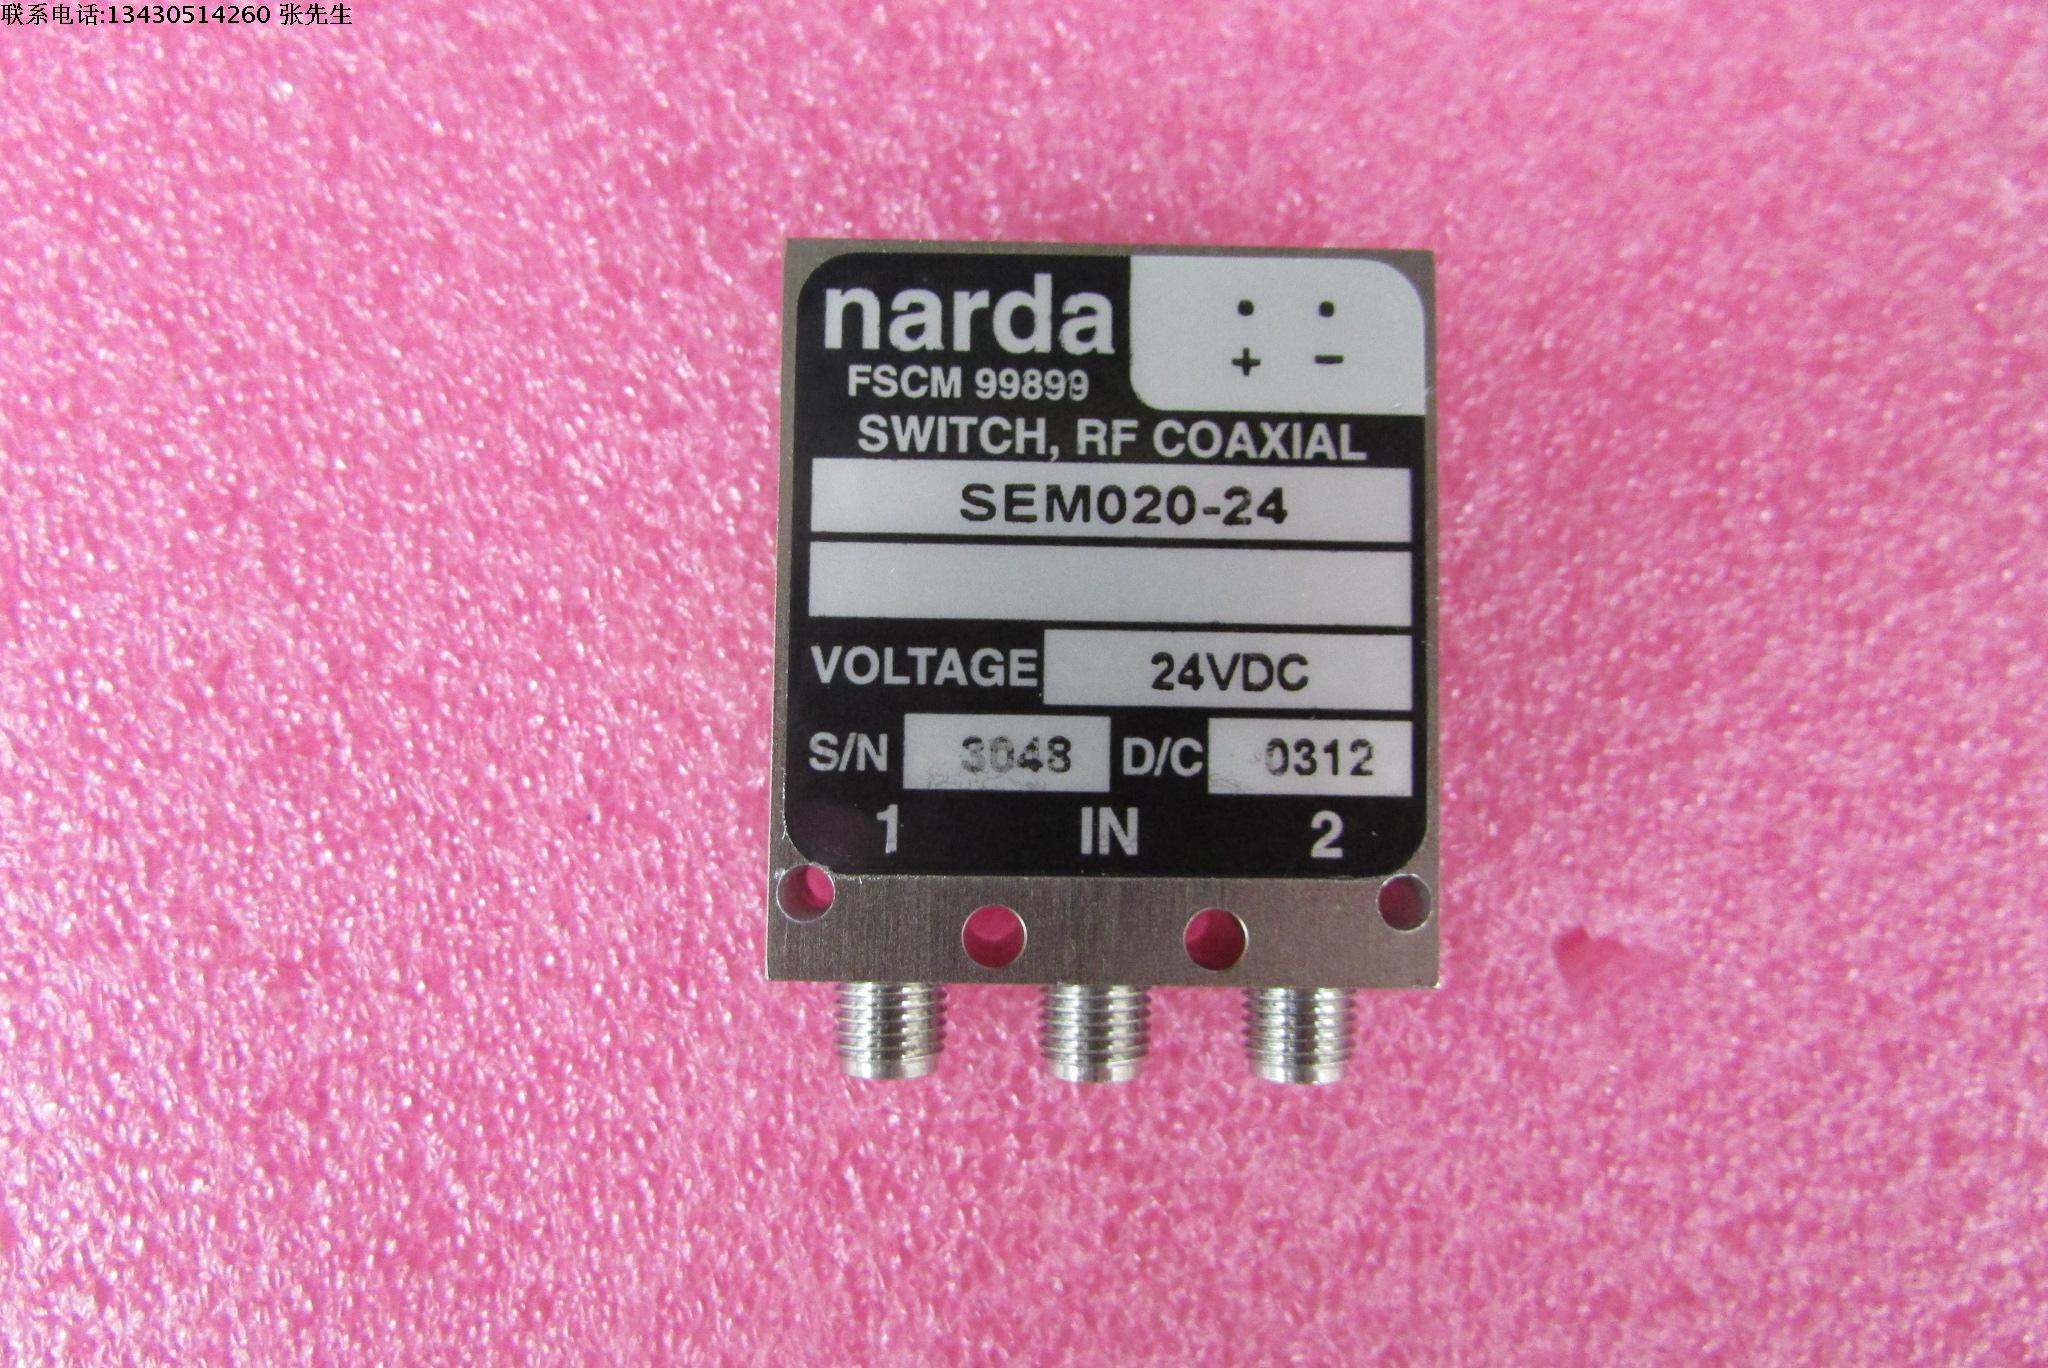 联系电话:13430514260 张先生
narda
+ -
FSCM 99899
SWITCH, RF COAXIAL
SEM020-24
VOLTAGE 24VDC
S/N 3048 D/C 0312
1 IN 2